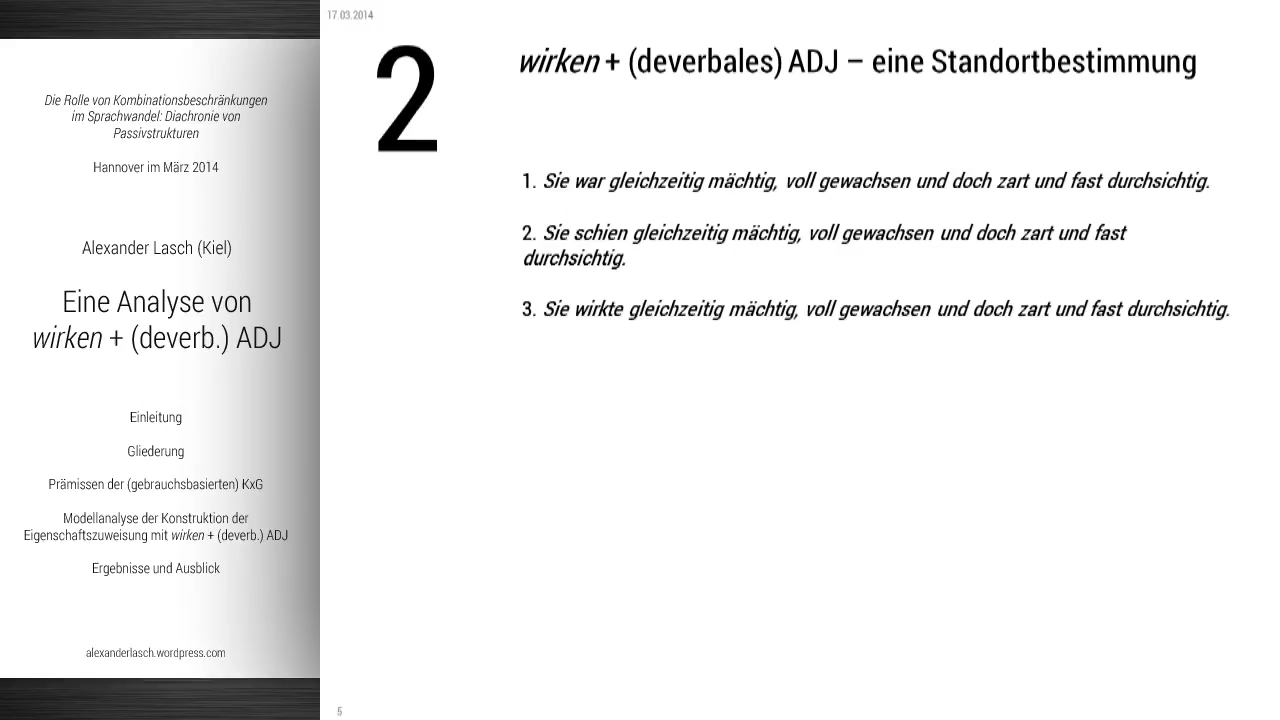 17.03.2014
Die Rolle von Kombinationsbeschränkungen
im Sprachwandel: Diachronie von
Passivstrukturen
Hannover im März 2014
Alexander Lasch (Kiel)
Eine Analyse von
wirken + (deverb.) ADJ
Einleitung
Gliederung
Prämissen der (gebrauchsbasierten) KxG
Modellanalyse der Konstruktion der
Eigenschaftszuweisung mit wirken + (deverb.) ADJ
Ergebnisse und Ausblick
alexanderlasch.wordpress.com
2
wirken + (deverbales) ADJ – eine Standortbestimmung
1. Sie war gleichzeitig mächtig, voll gewachsen und doch zart und fast durchsichtig.
2. Sie schien gleichzeitig mächtig, voll gewachsen und doch zart und fast
durchsichtig.
3. Sie wirkte gleichzeitig mächtig, voll gewachsen und doch zart und fast durchsichtig.
5